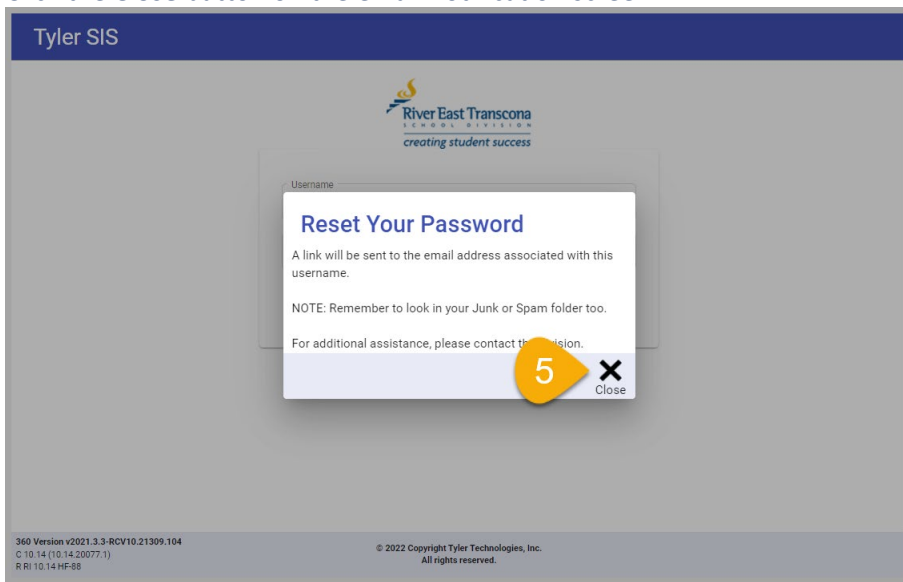 Tyler SIS
River East Transcona
SCHOOL DIVISION
creating student success
Username
Reset Your Password
A link will be sent to the email address associated with this
username.
NOTE: Remember to look in your Junk or Spam folder too.
For additional assistance, please contact
5
Close
360 Version v2021.3.3-RCV10.21309.104
C 10.14 (10.14.20077.1)
R RI 10.14 HF-68
© 2022 Copyright Tyler Technologies, Inc.
All rights reserved.